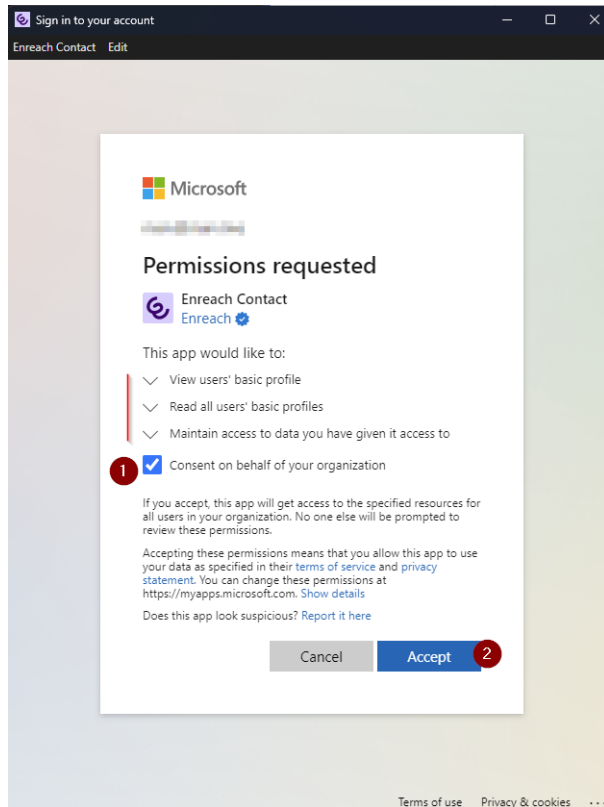 Sign in to your account
Enreach Contact Edit
Microsoft
Permissions requested
Enreach Contact
Enreach
This app would like to:
View users' basic profile
Read all users' basic profiles
Maintain access to data you have given it access to
1
Consent on behalf of your organization
If you accept, this app will get access to the specified resources for
all users in your organization. No one else will be prompted to
review these permissions.
Accepting these permissions means that you allow this app to use
your data as specified in their terms of service and privacy
statement. You can change these permissions at
https://myapps.microsoft.com. Show details
Does this app look suspicious? Report it here
Cancel Accept 2
Terms of use Privacy & cookies ...